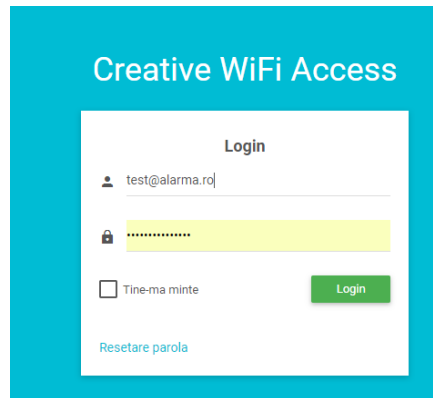 Creative WiFi Access
Login
test@alarma.ro
•••••••••••••••
Tine-ma minte
Login
Resetare parola